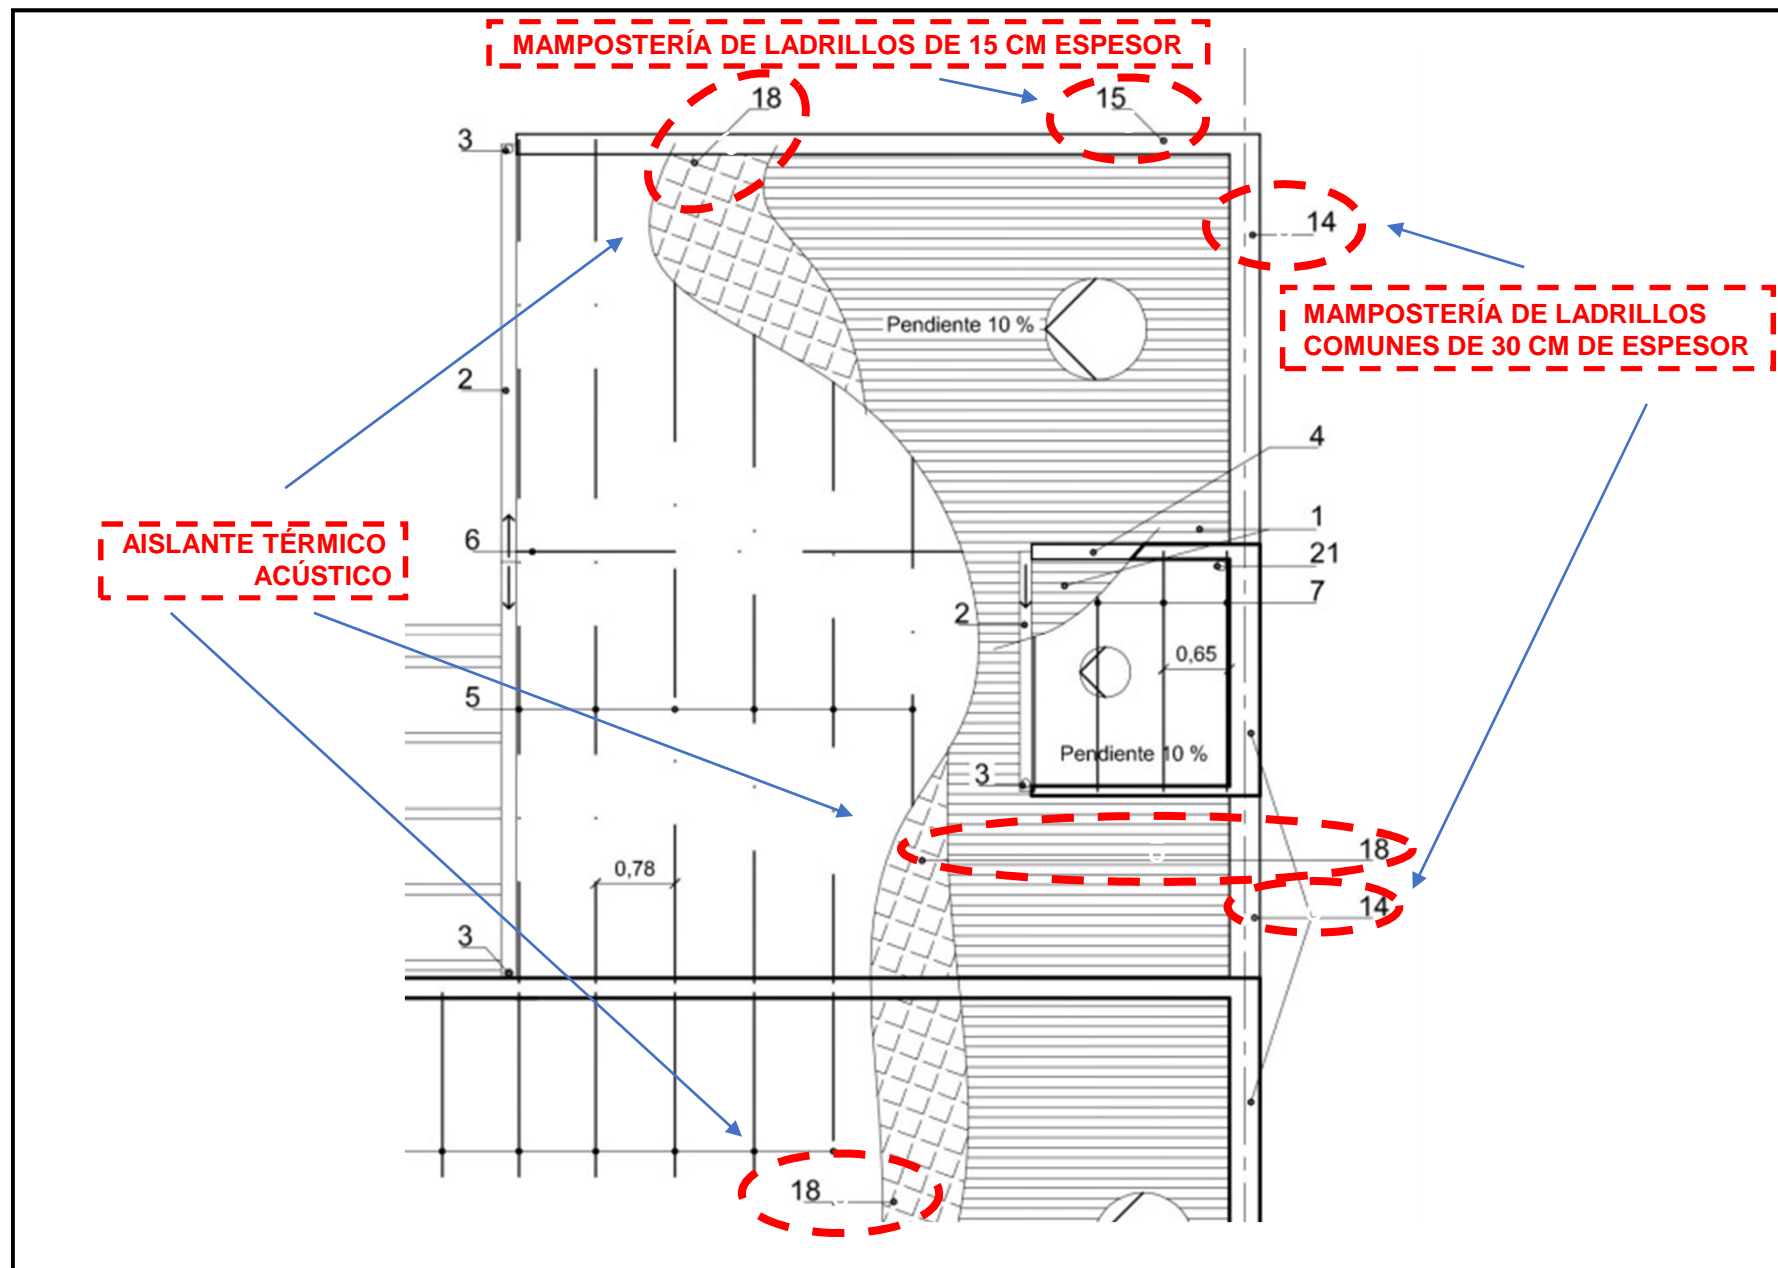 MAMPOSTERÍA DE LADRILLOS DE 15 CM ESPESOR
18
15
3
14
MAMPOSTERÍA DE LADRILLOS
COMUNES DE 30 CM DE ESPESOR
Pendiente 10 %
2
4
1
6
21
AISLANTE TÉRMICO
ACÚSTICO
7
2
0,65
5
Pendiente 10 %
3
18
0,78
14
3
18